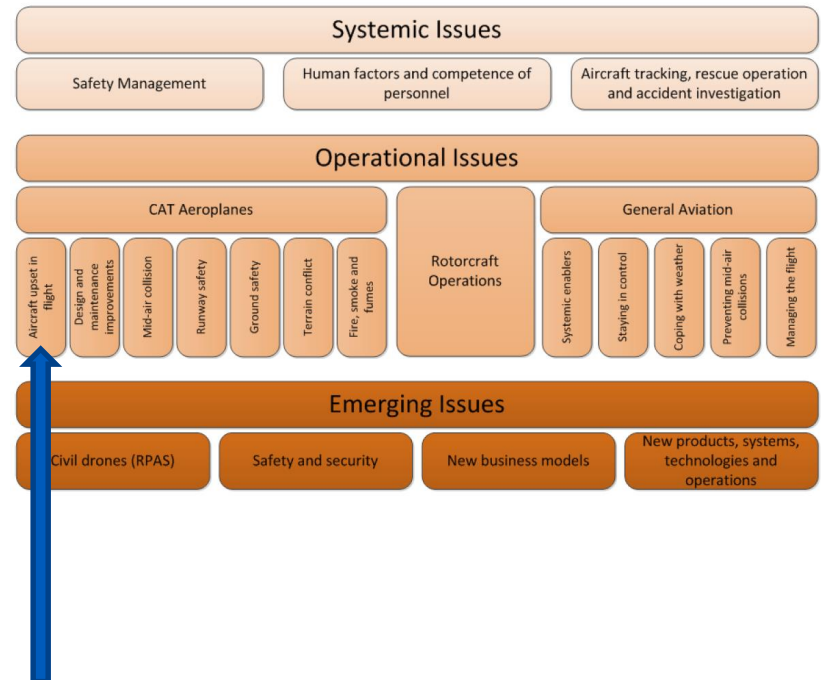 Systemic Issues
Safety Management
Human factors and competence of
personnel
Aircraft tracking, rescue operation
and accident investigation
Operational Issues
CAT Aeroplanes
Aircraft upset in
flight
Design and
maintenance
improvements
Mid-air collision
Runway safety
Ground safety
Terrain conflict
Fire, smoke and
fumes
Rotorcraft
Operations
General Aviation
Systemic enablers
Staying in control
Coping with weather
Preventing mid-air
collisions
Managing the flight
Emerging Issues
Civil drones (RPAS)
Safety and security
New business models
New products, systems,
technologies and
operations